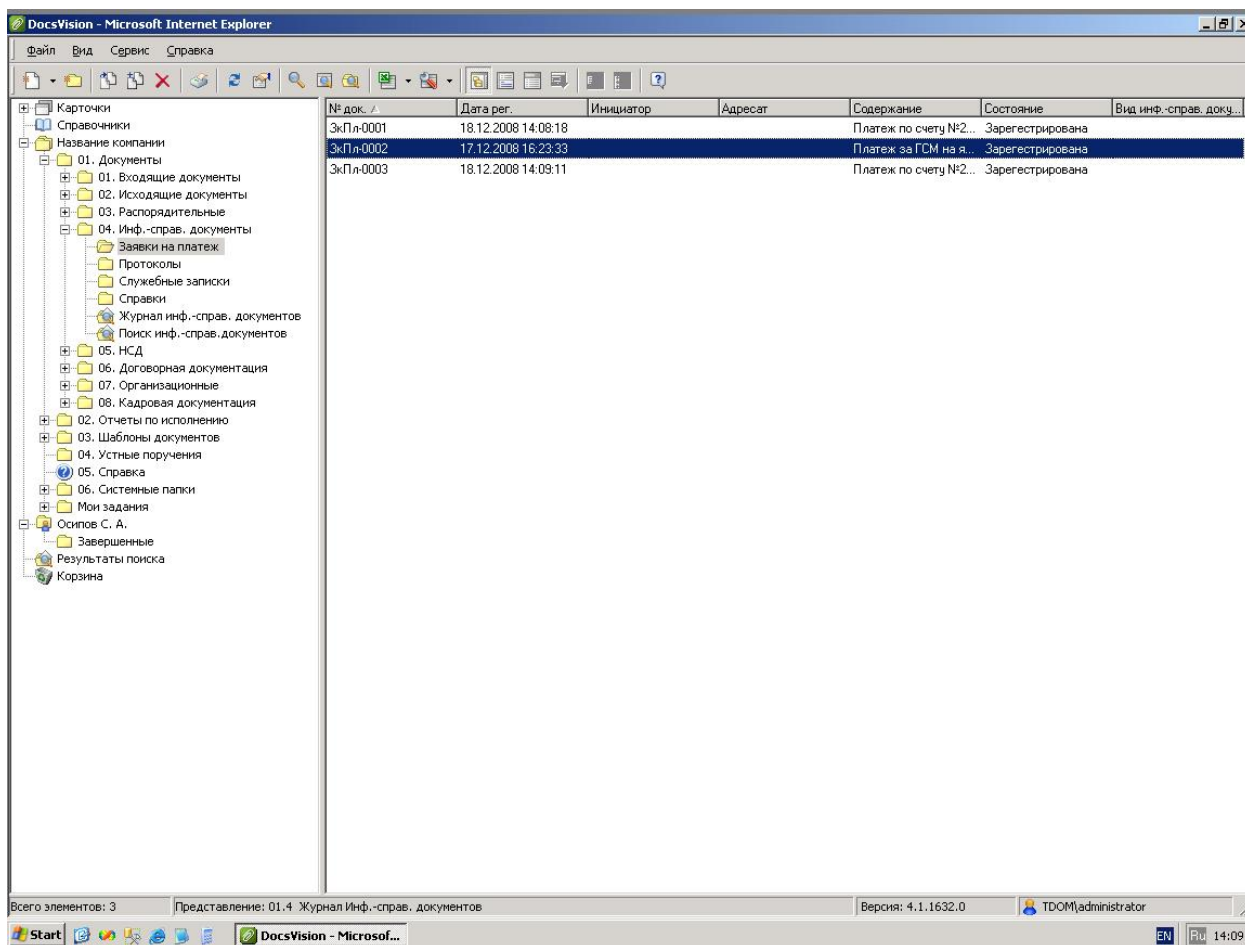 DocsVision - Microsoft Internet Explorer
Файл Вид Сервис Справка
Карточки
Справочники
Название компании
01. Документы
01. Входящие документы
02. Исходящие документы
03. Распорядительные
04. Инф.-справ. документы
Заявки на платеж
Протоколы
Служебные записки
Справки
Журнал инф.-справ. документов
Поиск инф.-справ.документов
05. НСД
06. Договорная документация
07. Организационные
08. Кадровая документация
02. Отчеты по исполнению
03. Шаблоны документов
04. Устные поручения
05. Справка
06. Системные папки
Мои задания
Осипов С. А.
Завершенные
Результаты поиска
Корзина
№ док. Дата рег. Инициатор Адресат Содержание Состояние Вид инф.-справ. доку...
ЗкПл-0001 18.12.2008 14:08:18 Платеж по счету №2... Зарегестрирована
ЗкПл-0002 17.12.2008 16:23:33 Платеж за ГСМ на я... Зарегестрирована
ЗкПл-0003 18.12.2008 14:09:11 Платеж по счету №2... Зарегестрирована
Всего элементов: 3 Представление: 01.4 Журнал Инф.-справ. документов Версия: 4.1.1632.0 TDOM\administrator
Start DocsVision - Microsof... EN Ru 14:09